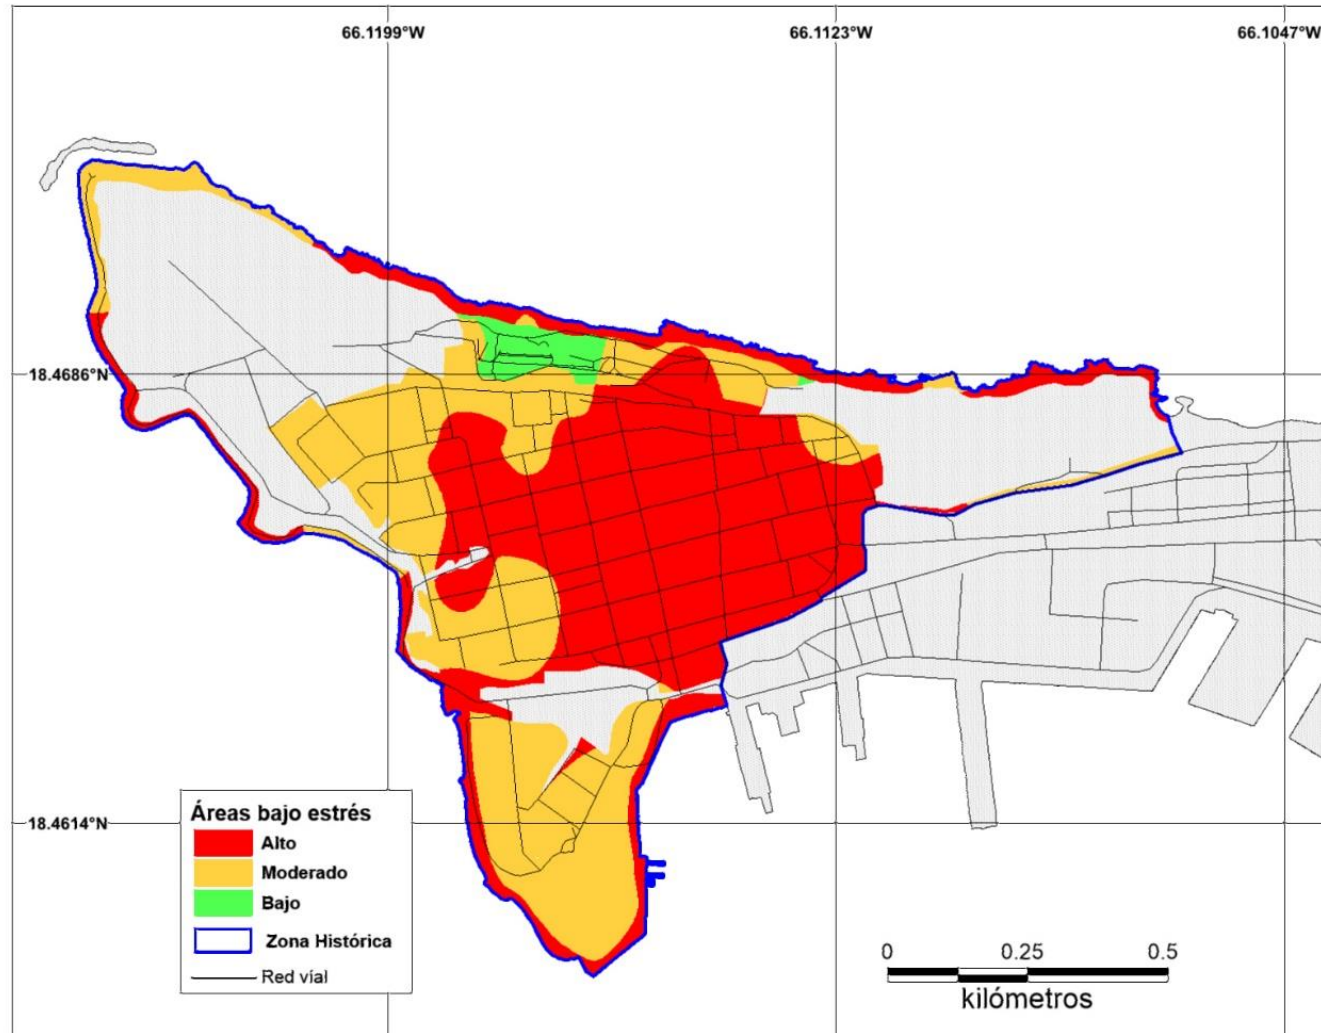 66.1199°W
66.1123°W
66.1047°W
18.4686°N
18.4614°N
Áreas bajo estrés
Alto
Moderado
Bajo
Zona Histórica
Red víal
0 0.25 0.5
kilómetros